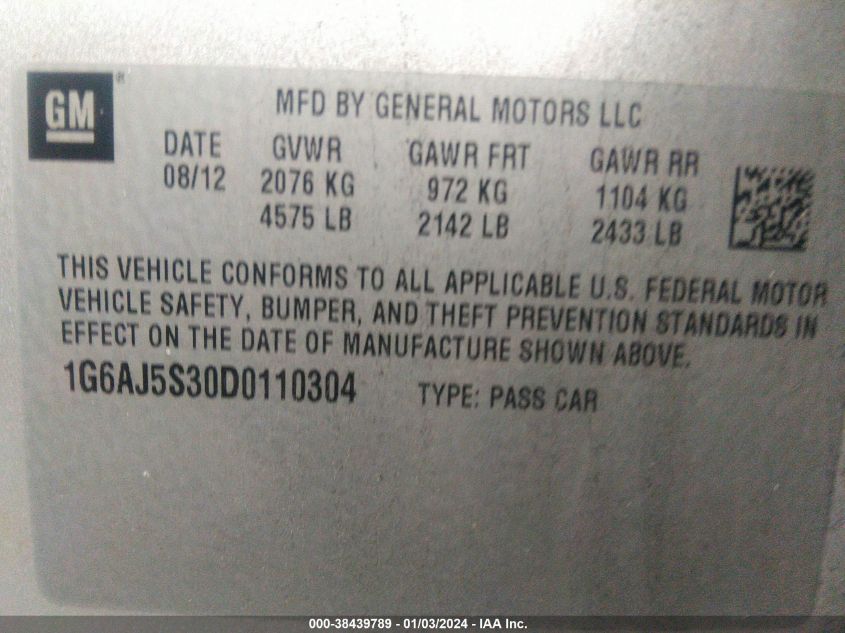 GM ®
MFD BY GENERAL MOTORS LLC
DATE GVWR GAWR FRT GAWR RR
08/12 2076 KG 972 KG 1104 KG
4575 LB 2142 LB 2433 LB
THIS VEHICLE CONFORMS TO ALL APPLICABLE U.S. FEDERAL MOTOR
VEHICLE SAFETY, BUMPER, AND THEFT PREVENTION STANDARDS IN
EFFECT ON THE DATE OF MANUFACTURE SHOWN ABOVE.
1G6AJ5S30D0110304 TYPE: PASS CAR
000-38439789 - 01/03/2024 - IAA Inc.